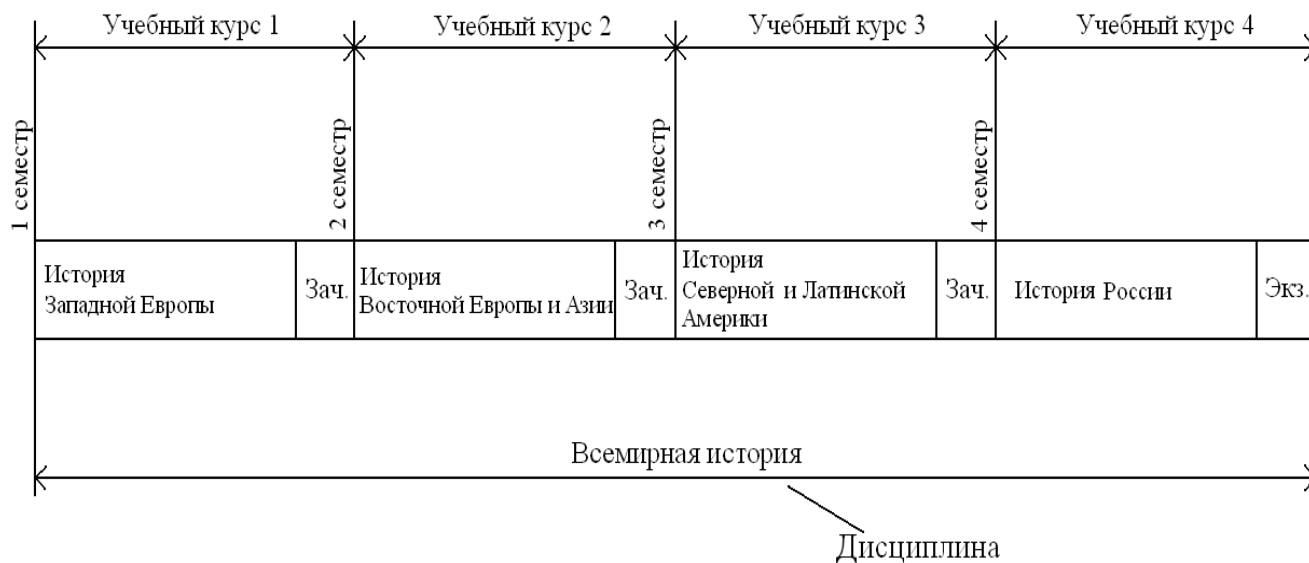 Учебный курс 1
Учебный курс 2
Учебный курс 3
Учебный курс 4
1 семестр
2 семестр
3 семестр
4 семестр
История
Западной Европы
Зач.
История
Восточной Европы и Азии
Зач.
История
Северной и Латинской
Америки
Зач.
История России
Экз.
Всемирная история
Дисциплина